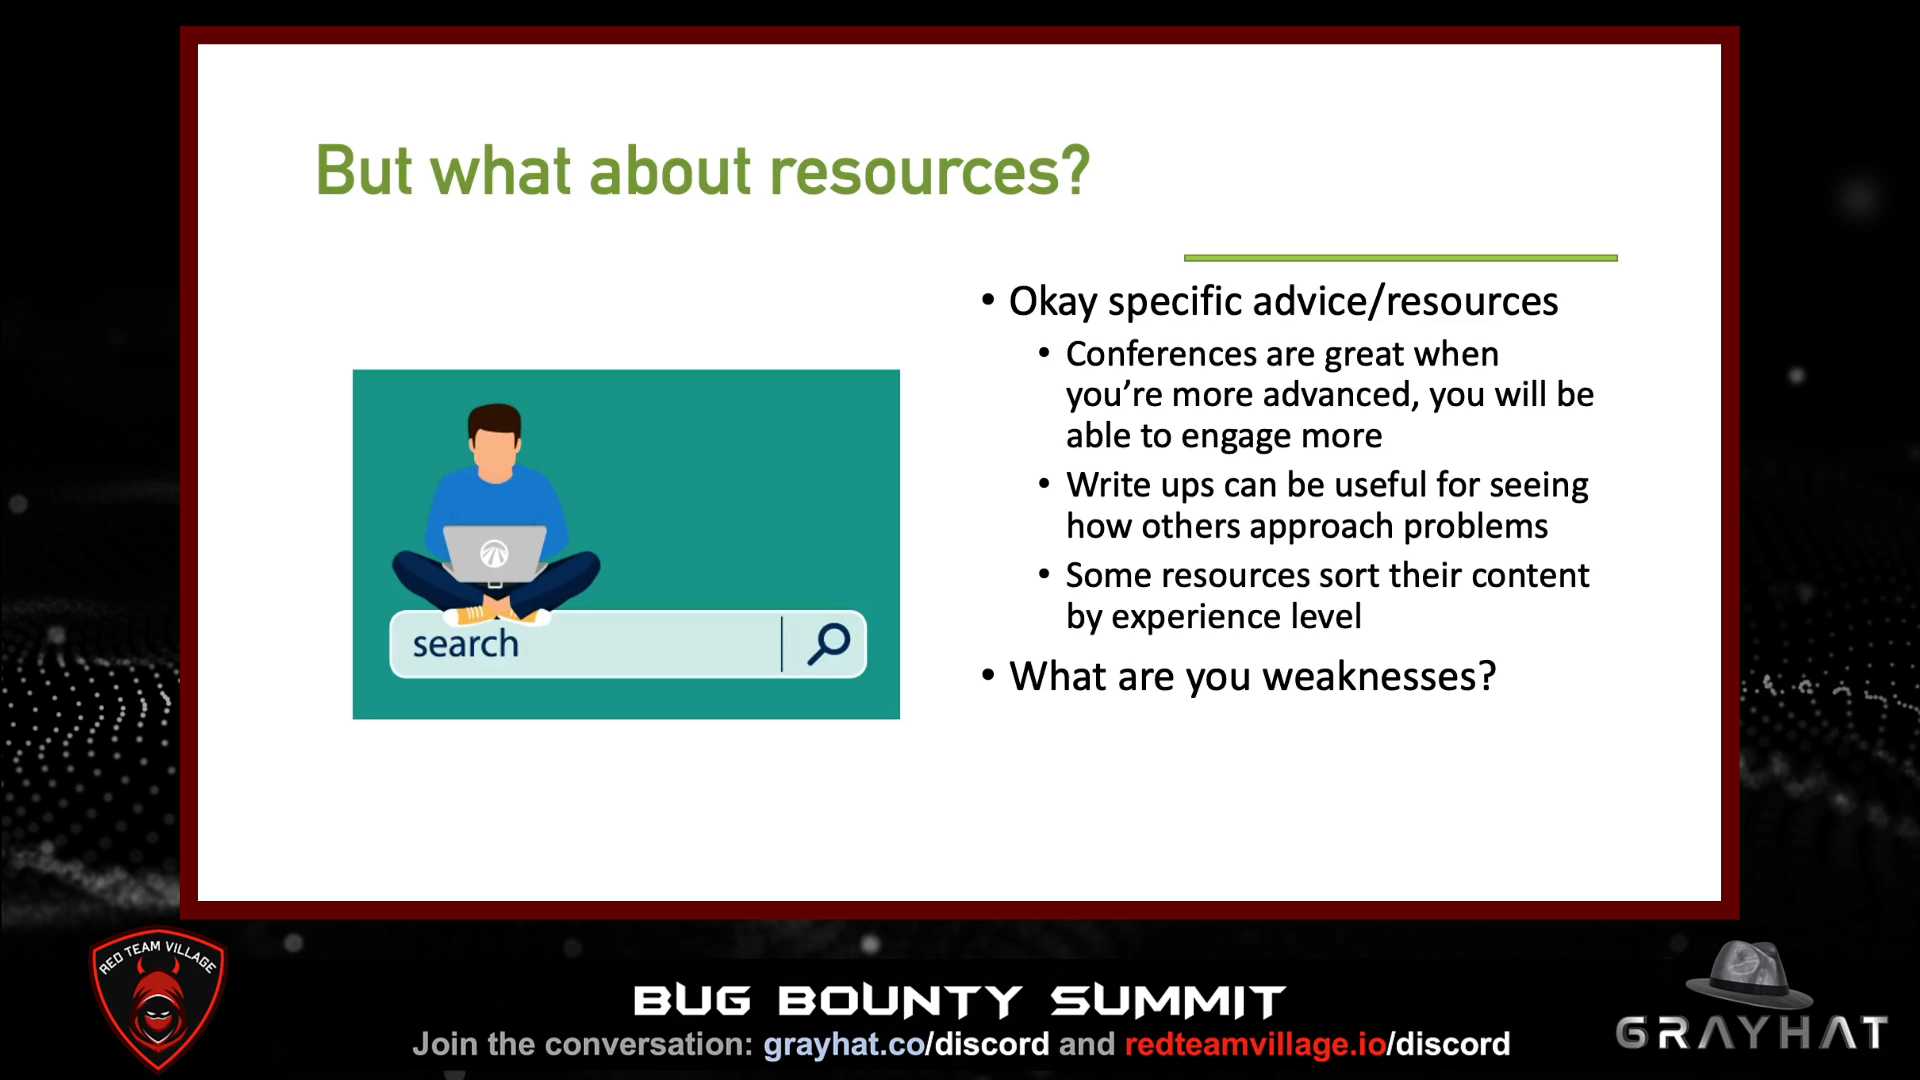 But what about resources?
• Okay specific advice/resources
• Conferences are great when
you’re more advanced, you will be
able to engage more
• Write ups can be useful for seeing
how others approach problems
• Some resources sort their content
by experience level
• What are you weaknesses?
search
RED TEAM VILLAGE
BUG BOUNTY SUMMIT
Join the conversation: grayhat.co/discord and redteamvillage.io/discord
GRAYHAT